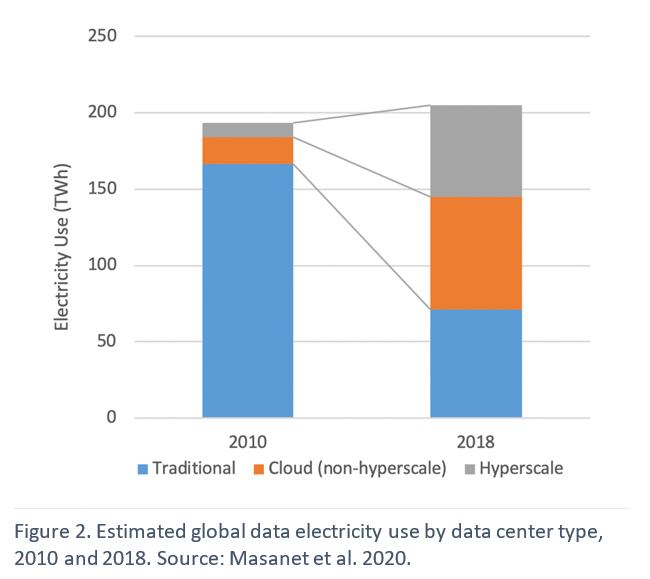 250
200
150
100
50
0
Electricity Use (TWh)
2010 2018
Traditional Cloud (non-hyperscale) Hyperscale
Figure 2. Estimated global data electricity use by data center type,
2010 and 2018. Source: Masanet et al. 2020.